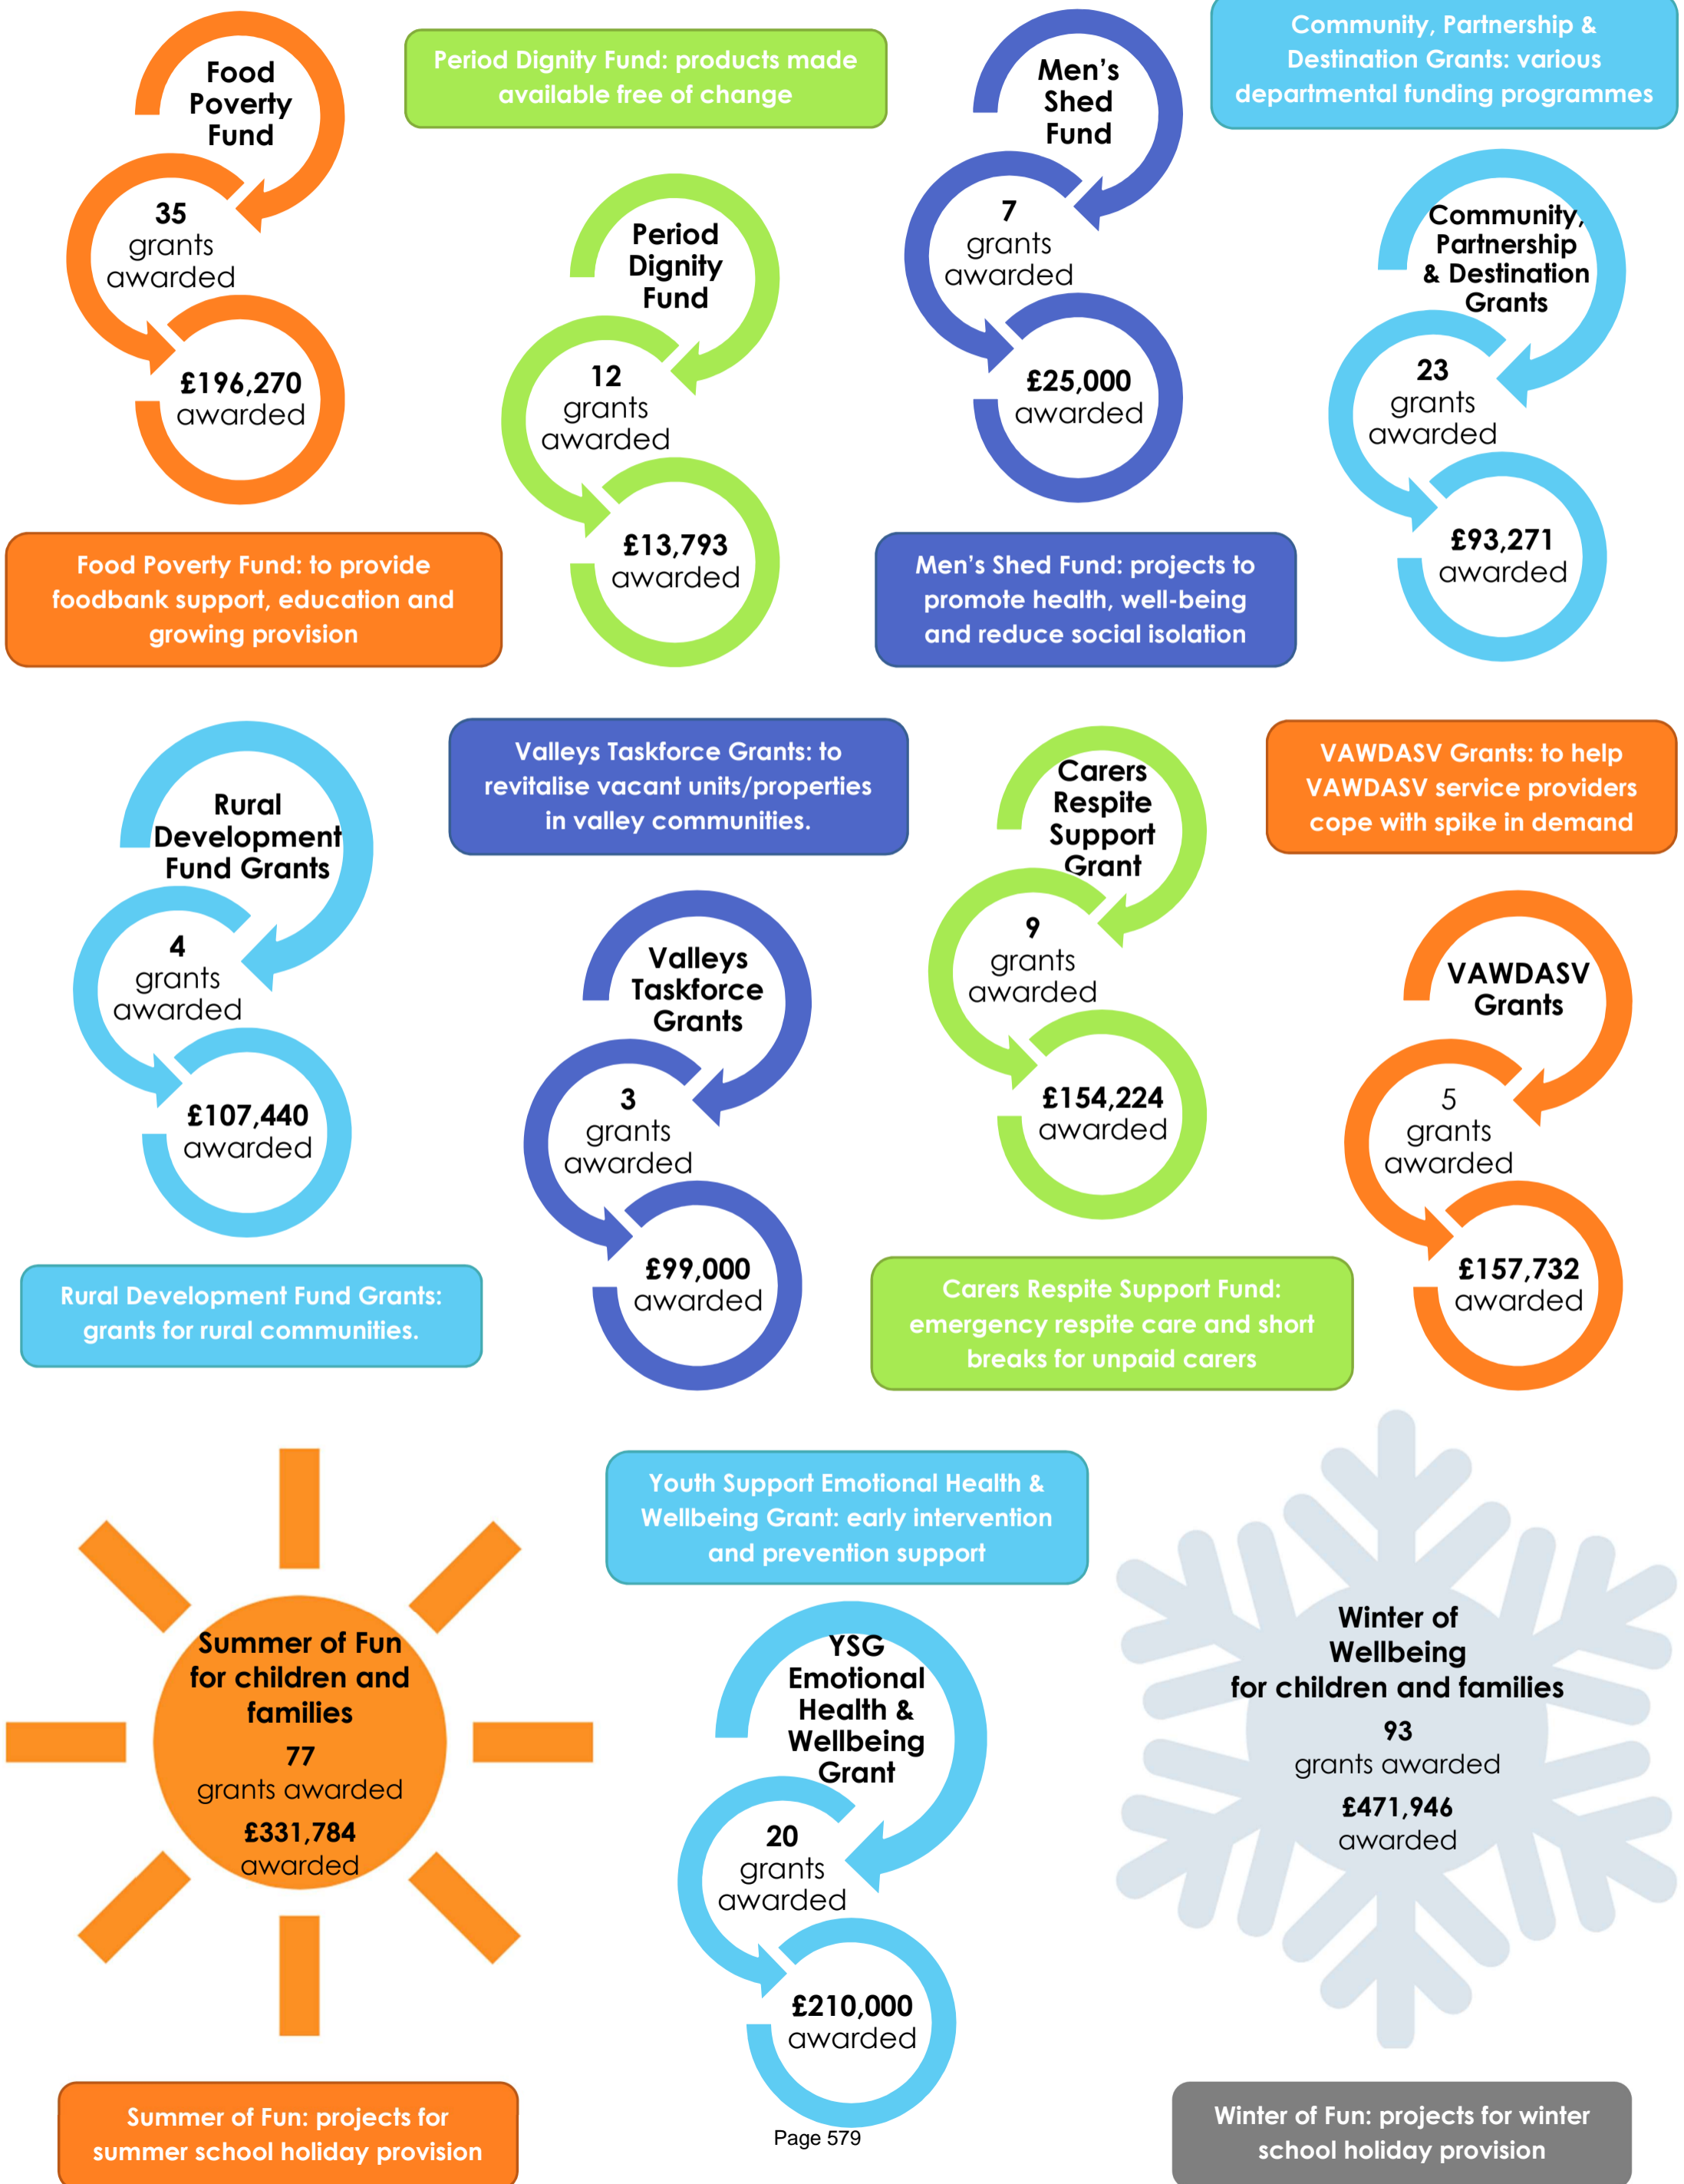 Food
Poverty
Fund
35
grants
awarded
£196,270
awarded
Food Poverty Fund: to provide
foodbank support, education and
growing provision
Period Dignity Fund: products made
available free of change
Period
Dignity
Fund
12
grants
awarded
£13,793
awarded
Men's
Shed
Fund
7
grants
awarded
£25,000
awarded
Men's Shed Fund: projects to
promote health, well-being
and reduce social isolation
Community, Partnership &
Destination Grants: various
departmental funding programmes
Community,
Partnership
& Destination
Grants
23
grants
awarded
£93,271
awarded
Rural
Development
Fund Grants
4
grants
awarded
£107,440
awarded
Rural Development Fund Grants:
grants for rural communities.
Valleys Taskforce Grants: to
revitalise vacant units/properties
in valley communities.
Valleys
Taskforce
Grants
3
grants
awarded
£99,000
awarded
Carers
Respite
Support
Grant
9
grants
awarded
£154,224
awarded
Carers Respite Support Fund:
emergency respite care and short
breaks for unpaid carers
VAWDASV Grants: to help
VAWDASV service providers
cope with spike in demand
VAWDASV
Grants
5
grants
awarded
£157,732
awarded
Summer of Fun
for children and
families
77
grants awarded
£331,784
awarded
Summer of Fun: projects for
summer school holiday provision
Youth Support Emotional Health &
Wellbeing Grant: early intervention
and prevention support
YSG
Emotional
Health &
Wellbeing
Grant
20
grants
awarded
£210,000
awarded
Winter of
Wellbeing
for children and families
93
grants awarded
£471,946
awarded
Winter of Fun: projects for winter
school holiday provision
Page 579